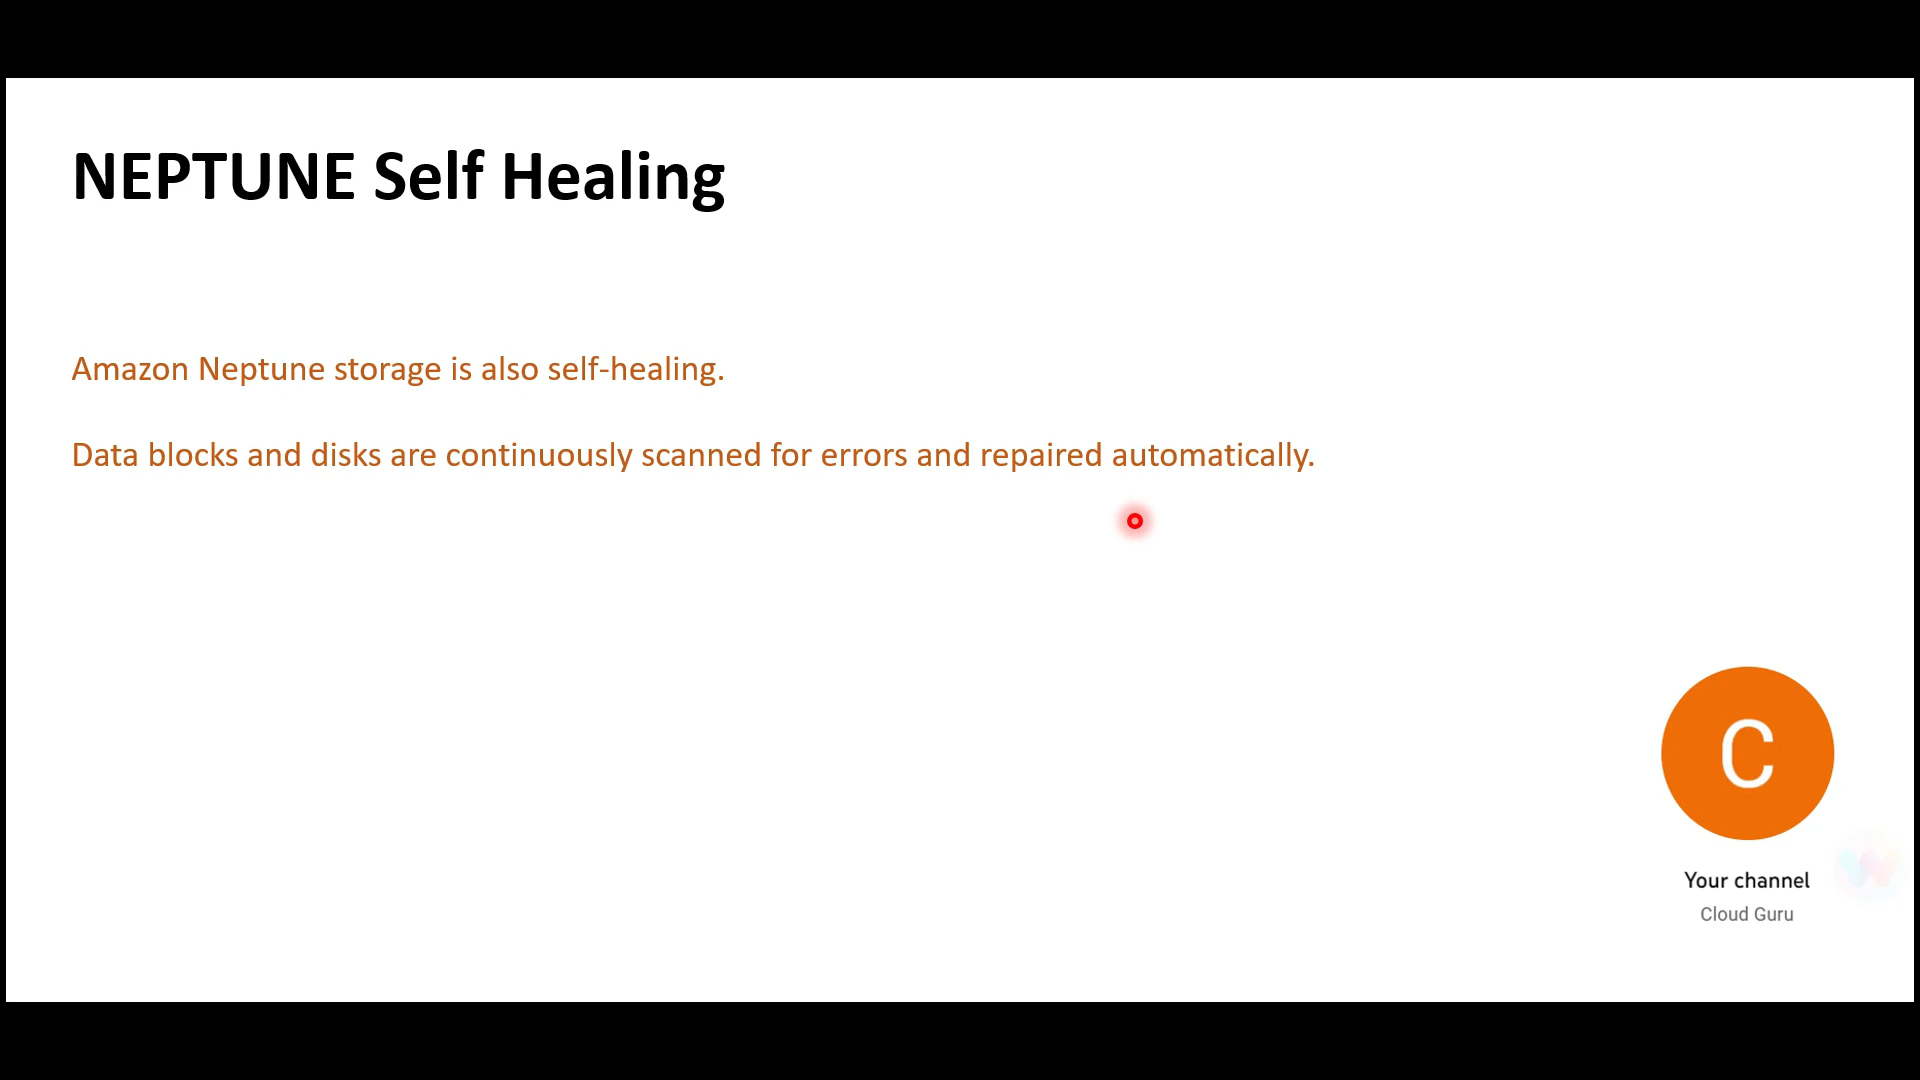 NEPTUNE Self Healing
Amazon Neptune storage is also self-healing.
Data blocks and disks are continuously scanned for errors and repaired automatically.
C
Your channel
Cloud Guru